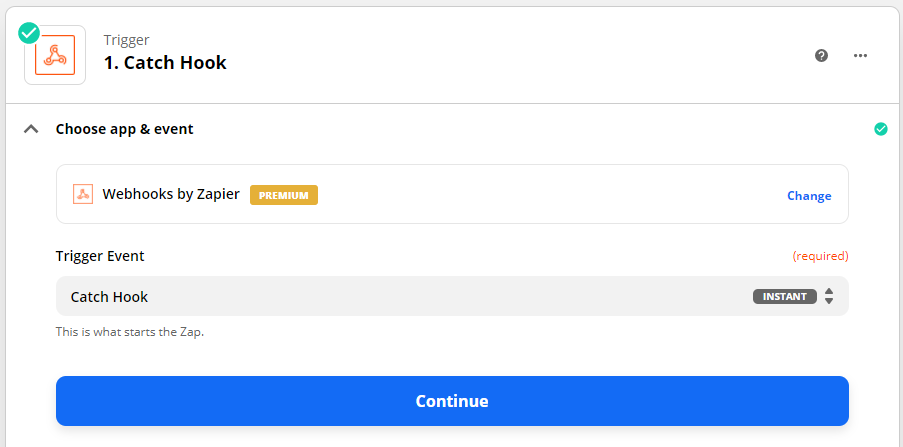 Trigger
1. Catch Hook
Choose app & event
Webhooks by Zapier PREMIUM Change
Trigger Event (required)
Catch Hook INSTANT
This is what starts the Zap.
Continue